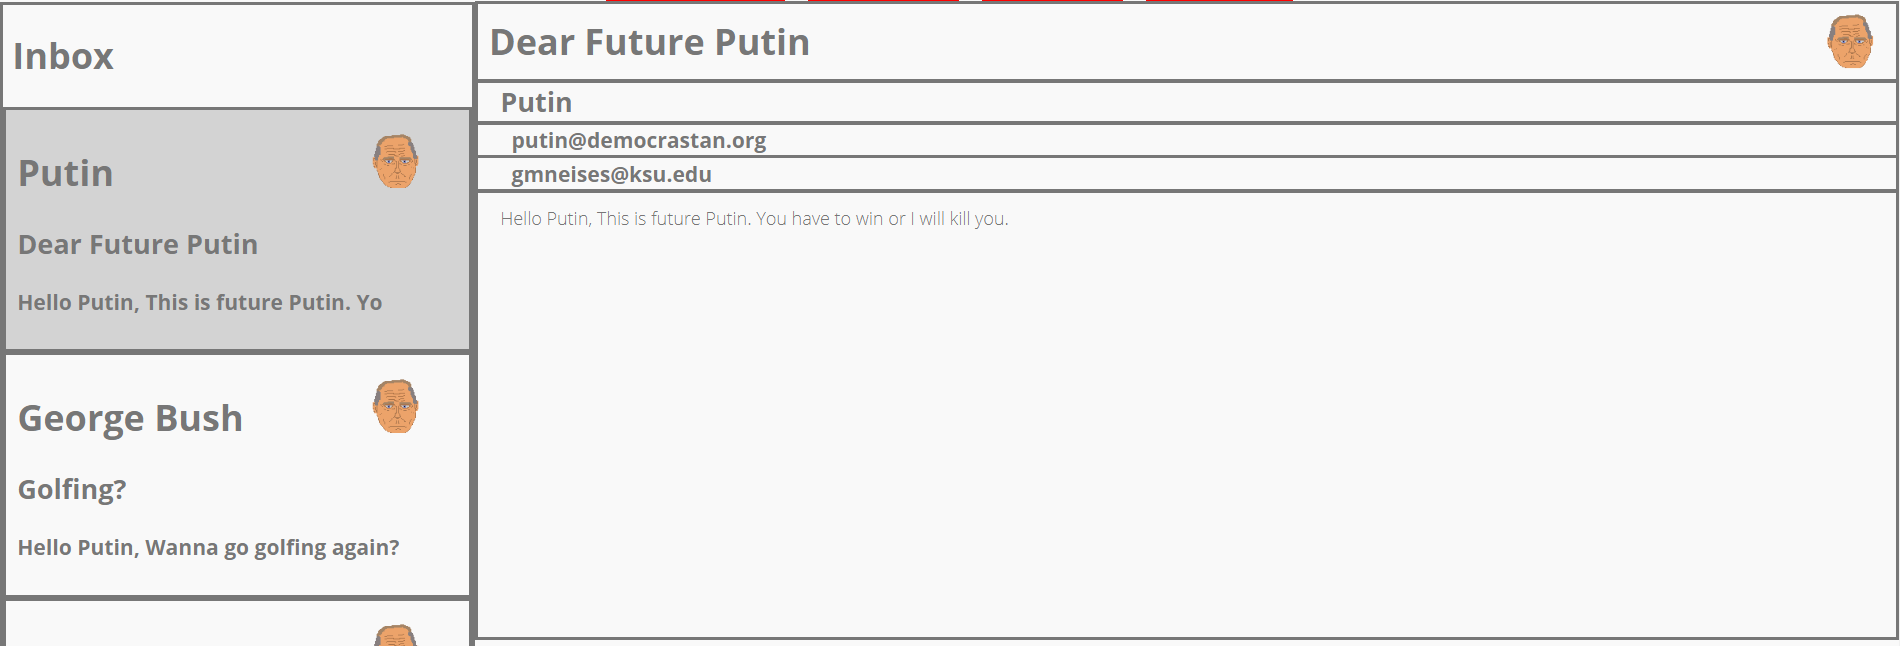 Inbox
Putin
Dear Future Putin
Hello Putin, This is future Putin. Yo
George Bush
Golfing?
Hello Putin, Wanna go golfing again?
Dear Future Putin
Putin
putin@democrastan.org
gmneises@ksu.edu
Hello Putin, This is future Putin. You have to win or I will kill you.